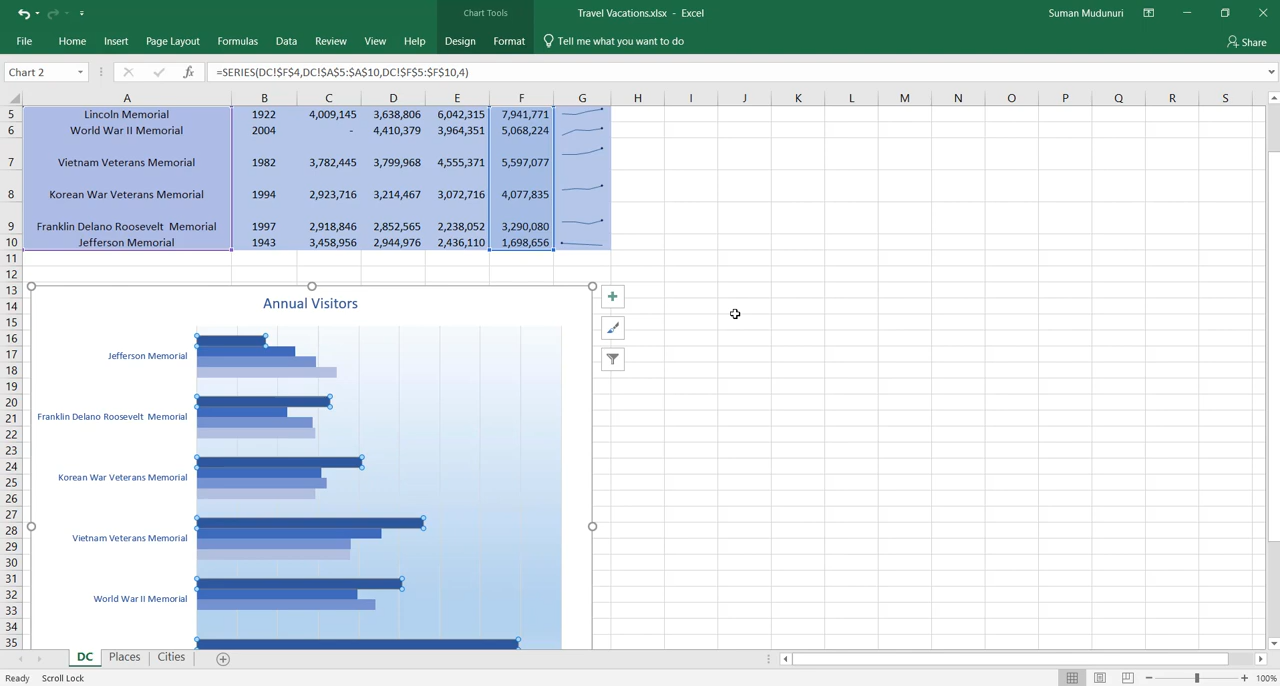 Chart Tools
Travel Vacations.xlsx - Excel
Suman Mudunuri
File Home Insert Page Layout Formulas Data Review View Help Design Format Tell me what you want to do Share
Chart 2 fx =SERIES(DC!$F$4,DC!$A$5:$A$10,DC!$F$5:$F$10,4)
A B C D E F G H I J K L M N O P Q R S
5 Lincoln Memorial 1922 4,009,145 3,638,806 6,042,315 7,941,771
6 World War II Memorial 2004 - 4,410,379 3,964,351 5,068,224
7 Vietnam Veterans Memorial 1982 3,782,445 3,799,968 4,555,371 5,597,077
8 Korean War Veterans Memorial 1994 2,923,716 3,214,467 3,072,716 4,077,835
9 Franklin Delano Roosevelt Memorial 1997 2,918,846 2,852,565 2,238,052 3,290,080
10 Jefferson Memorial 1943 3,458,956 2,944,976 2,436,110 1,698,656
11
12
13
14 Annual Visitors
15
16
17 Jefferson Memorial
18
19
20
21 Franklin Delano Roosevelt Memorial
22
23
24
25 Korean War Veterans Memorial
26
27
28 Vietnam Veterans Memorial
29
30
31
32 World War II Memorial
33
34
35
DC Places Cities
Ready Scroll Lock 100%